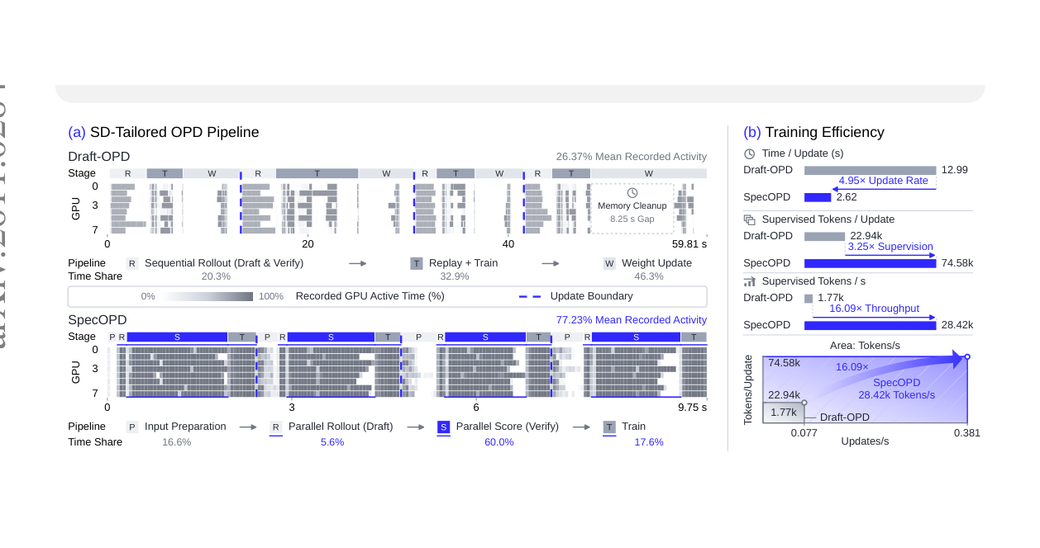 (a) SD-Tailored OPD Pipeline
Draft-OPD 26.37% Mean Recorded Activity
Stage R T W R T W R T W R T W
0
GPU 3
7
Memory Cleanup
8.25 s Gap
0 20 40 59.81 s
Pipeline R Sequential Rollout (Draft & Verify) T Replay + Train W Weight Update
Time Share 20.3% 32.9% 46.3%
0% 100% Recorded GPU Active Time (%) Update Boundary
SpecOPD 77.23% Mean Recorded Activity
Stage P R S T P R S T P R S T P R S T
0
GPU 3
7
0 3 6 9.75 s
Pipeline P Input Preparation R Parallel Rollout (Draft) S Parallel Score (Verify) T Train
Time Share 16.6% 5.6% 60.0% 17.6%
(b) Training Efficiency
Time / Update (s)
Draft-OPD 12.99
4.95× Update Rate
SpecOPD 2.62
Supervised Tokens / Update
Draft-OPD 22.94k
3.25× Supervision
SpecOPD 74.58k
Supervised Tokens / s
Draft-OPD 1.77k
16.09× Throughput
SpecOPD 28.42k
Area: Tokens/s
Tokens/Update
74.58k 16.09×
SpecOPD
28.42k Tokens/s
22.94k
1.77k Draft-OPD
0.077 0.381
Updates/s